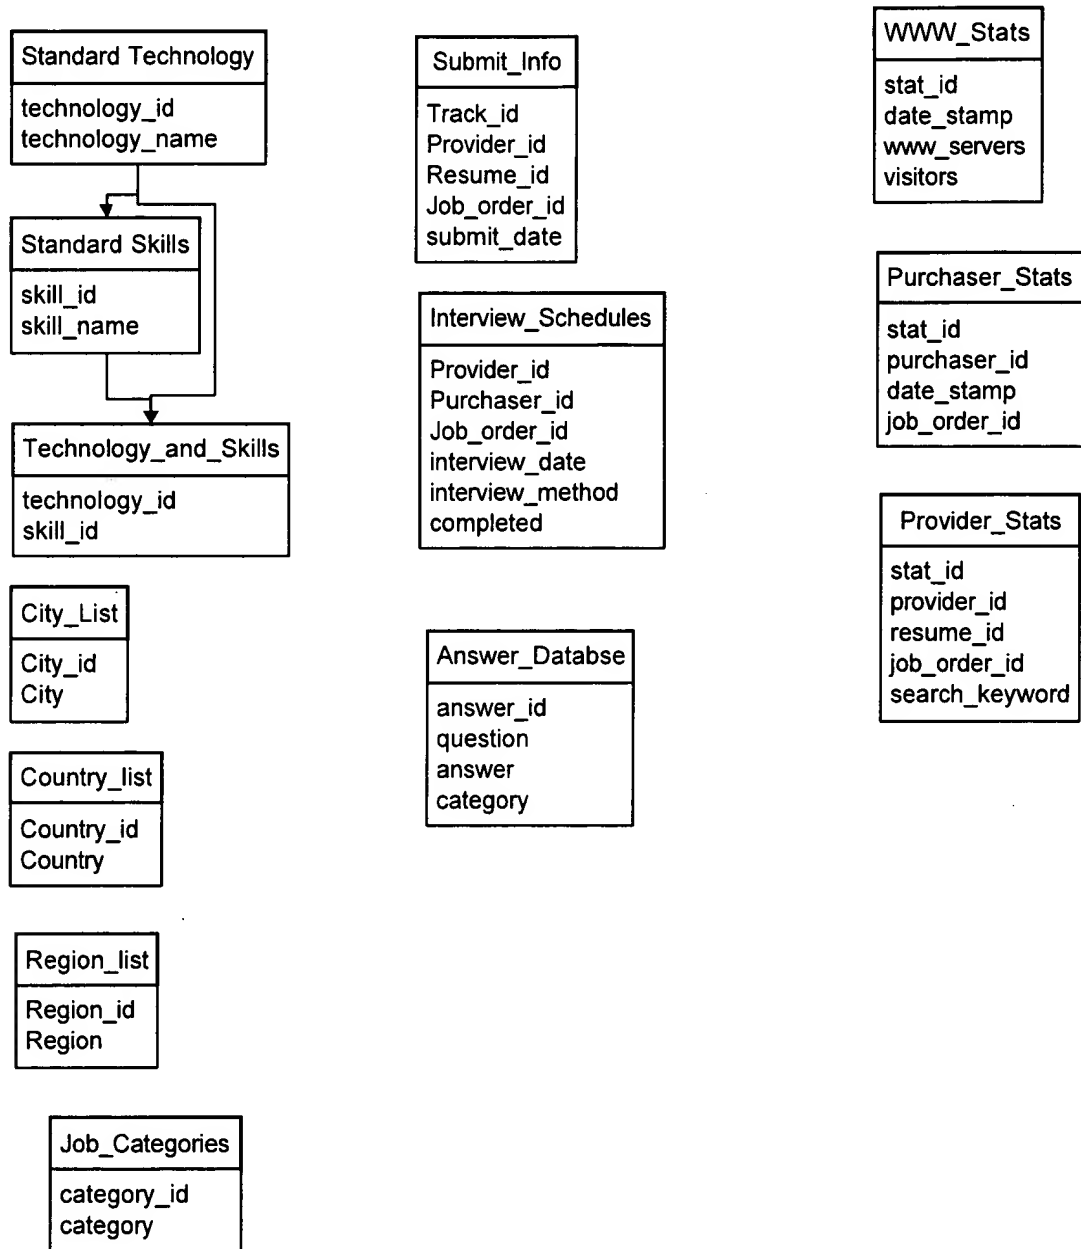 Standard Technology
technology_id
technology_name
Standard Skills
skill_id
skill_name
Technology_and_Skills
technology_id
skill_id
City_List
City_id
City
Country_list
Country_id
Country
Region_list
Region_id
Region
Job_Categories
category_id
category
Submit_Info
Track_id
Provider_id
Resume_id
Job_order_id
submit_date
Interview_Schedules
Provider_id
Purchaser_id
Job_order_id
interview_date
interview_method
completed
Answer_Databse
answer_id
question
answer
category
WWW_Stats
stat_id
date_stamp
www_servers
visitors
Purchaser_Stats
stat_id
purchaser_id
date_stamp
job_order_id
Provider_Stats
stat_id
provider_id
resume_id
job_order_id
search_keyword